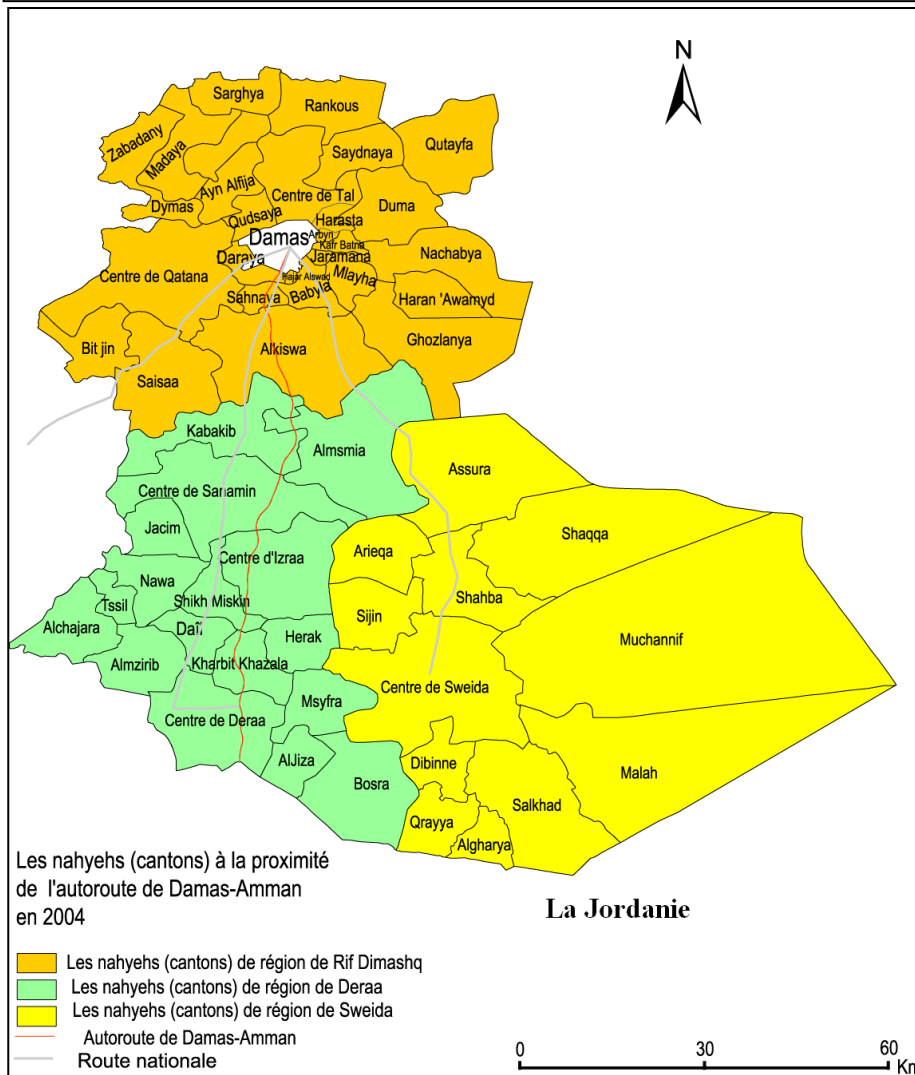 N
Sarghya
Rankous
Zabadany
Madaya
Saydnaya
Qutayfa
Ayn Alfija
Centre de Tal
Dymas
Qudsaya
Harasta
Duma
Damas
Arbyn
Kafr Batna
Daraya
Jaramana
Nachabya
Centre de Qatana
Hajar Alswad
Mlayha
Sahnaya
Babyla
Haran 'Awamyd
Bit jin
Alkiswa
Ghozlanya
Saisaa
Kabakib
Almsmia
Assura
Centre de Sanamin
Jacim
Centre d'Izraa
Arieqa
Shaqqa
Nawa
Tssil
Shikh Miskin
Sijin
Shahba
Alchajara
Daïl
Herak
Muchannif
Almzirib
Kharbit Khazala
Centre de Sweida
Msyfra
Centre de Deraa
AlJiza
Dibinne
Bosra
Malah
Salkhad
Qrayya
Algharya
Les nahyehs (cantons) à la proximité
de l'autoroute de Damas-Amman
en 2004
La Jordanie
Les nahyehs (cantons) de région de Rif Dimashq
Les nahyehs (cantons) de région de Deraa
Les nahyehs (cantons) de région de Sweida
Autoroute de Damas-Amman
Route nationale
0 30 60
Km